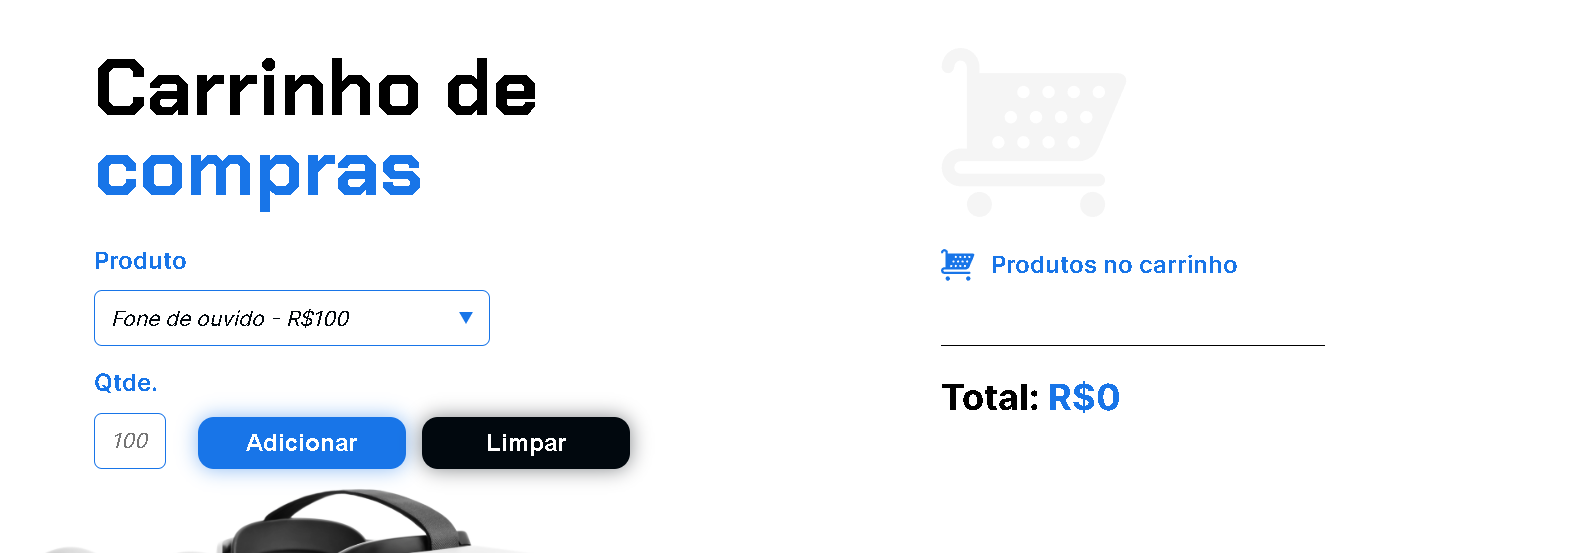 Carrinho de
compras
Produto
Fone de ouvido - R$100
Qtde.
100
Adicionar
Limpar
Produtos no carrinho
Total: R$0